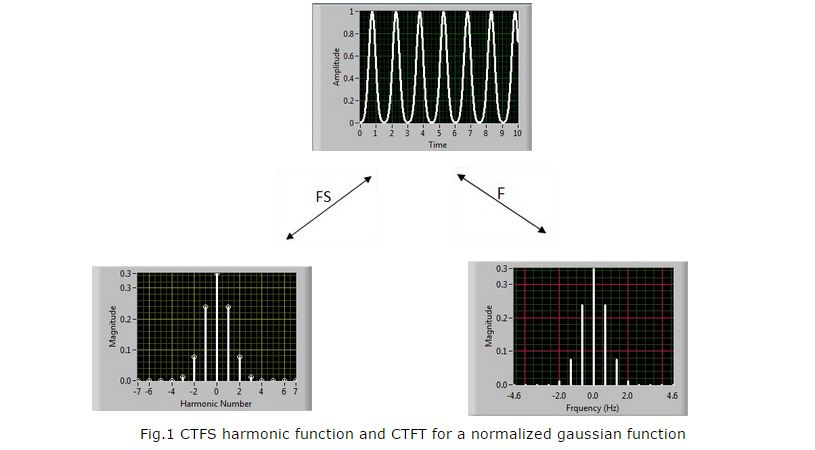 1
0.8
0.6
0.4
0.2
0
Amplitude
0 1 2 3 4 5 6 7 8 9 10
Time
FS
F
0.3
0.3
0.2
0.1
0.0
Magnitude
-7 -6 -4 -2 0 2 4 6 7
Harmonic Number
0.3
0.3
0.2
0.1
0.0
Magnitude
-4.6 -2.0 0.0 2.0 4.6
Frquency (Hz)
Fig.1 CTFS harmonic function and CTFT for a normalized gaussian function